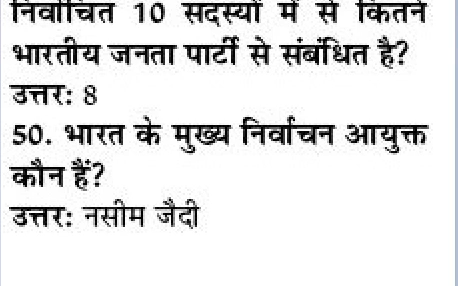 निर्वाचित 10 सदस्यों में से कितने
भारतीय जनता पार्टी से संबंधित है?
उत्तर: 8
50. भारत के मुख्य निर्वाचन आयुक्त
कौन हैं?
उत्तर: नसीम जैदी